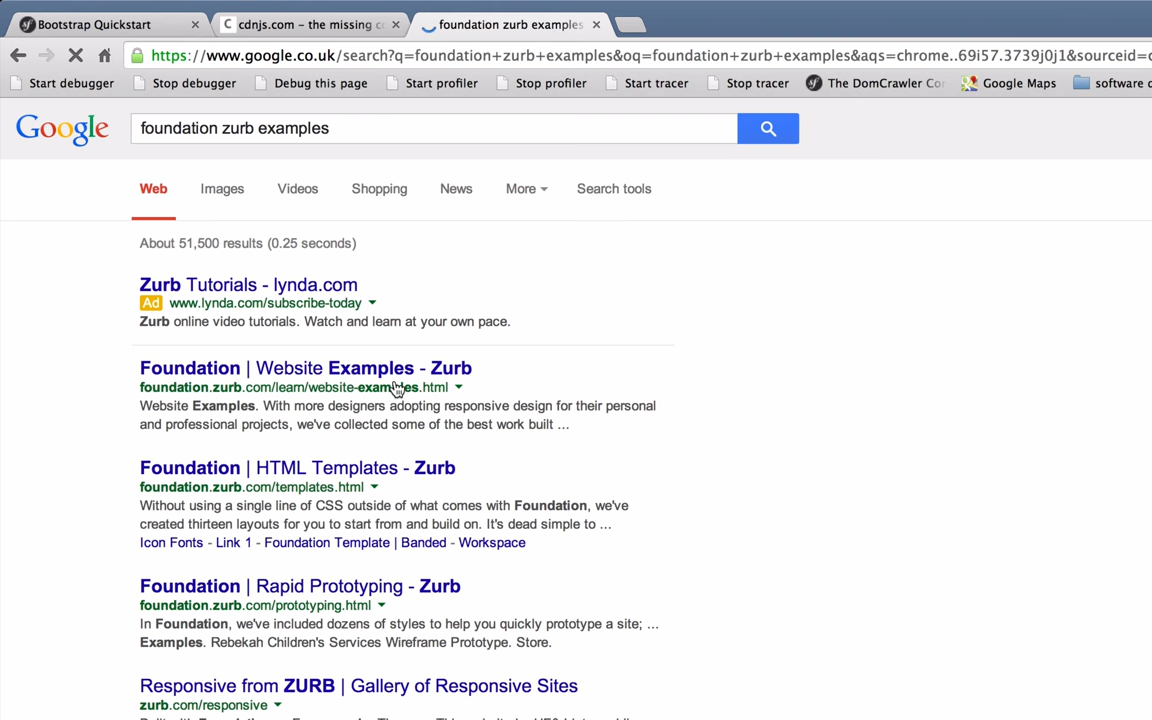 Bootstrap Quickstart
cdnjs.com – the missing c
foundation zurb examples
https://www.google.co.uk/search?q=foundation+zurb+examples&oq=foundation+zurb+examples&aqs=chrome..69i57.3739j0j1&sourceid=c
Start debugger Stop debugger Debug this page Start profiler Stop profiler Start tracer Stop tracer The DomCrawler Co Google Maps software
Google
foundation zurb examples
Web Images Videos Shopping News More Search tools
About 51,500 results (0.25 seconds)
Zurb Tutorials - lynda.com
Ad www.lynda.com/subscribe-today
Zurb online video tutorials. Watch and learn at your own pace.
Foundation | Website Examples - Zurb
foundation.zurb.com/learn/website-examples.html
Website Examples. With more designers adopting responsive design for their personal
and professional projects, we've collected some of the best work built ...
Foundation | HTML Templates - Zurb
foundation.zurb.com/templates.html
Without using a single line of CSS outside of what comes with Foundation, we've
created thirteen layouts for you to start from and build on. It's dead simple to ...
Icon Fonts - Link 1 - Foundation Template | Banded - Workspace
Foundation | Rapid Prototyping - Zurb
foundation.zurb.com/prototyping.html
In Foundation, we've included dozens of styles to help you quickly prototype a site; ...
Examples. Rebekah Children's Services Wireframe Prototype. Store.
Responsive from ZURB | Gallery of Responsive Sites
zurb.com/responsive